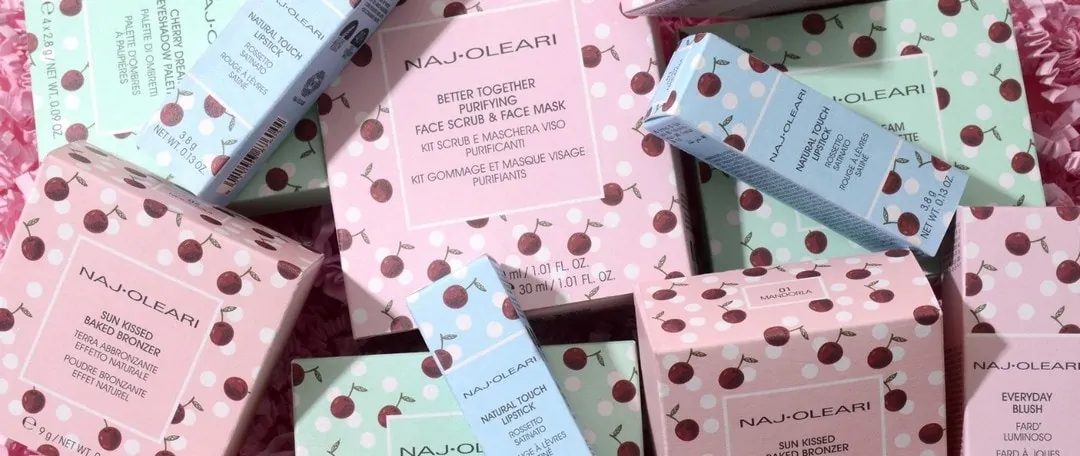 CHERRY DREAM
EYESHADOW PALETTE
PALETTE DI OMBRETTI
PALETTE D'OMBRES
À PAUPIÈRES
℮ 4 x 2.8 g / NET WT. 0.09 OZ.
NAJ·OLEARI
NATURAL TOUCH
LIPSTICK
ROSSETTO
SATINATO
ROUGE À LÈVRES
SATINÉ
3.8 g
NET WT. 0.13 OZ.
NAJ·OLEARI
BETTER TOGETHER
PURIFYING
FACE SCRUB & FACE MASK
KIT SCRUB E MASCHERA VISO
PURIFICANTI
KIT GOMMAGE ET MASQUE VISAGE
PURIFIANTS
ml / 1.01 FL. OZ.
℮ 30 ml / 1.01 FL. OZ.
NAJ·OLEARI
NATURAL TOUCH
LIPSTICK
ROSSETTO
SATINATO
ROUGE À LÈVRES
SATINÉ
3.8 g
NET WT. 0.13 OZ.
J·OLEARI
NAJ·OLEARI
SUN KISSED
BAKED BRONZER
TERRA ABBRONZANTE
EFFETTO NATURALE
POUDRE BRONZANTE
EFFET NATUREL
℮ 9 g / NET WT
NAJ·OLEARI
NATURAL TOUCH
LIPSTICK
ROSSETTO
SATINATO
ROUGE À LÈVRES
SATINÉ
NAJ·OL
01
MANDORLA
NAJ·OLEARI
SUN KISSED
BAKED BRONZER
NAJ·OLEARI
EVERYDAY
BLUSH
FARD
LUMINOSO
FARD À JOUES